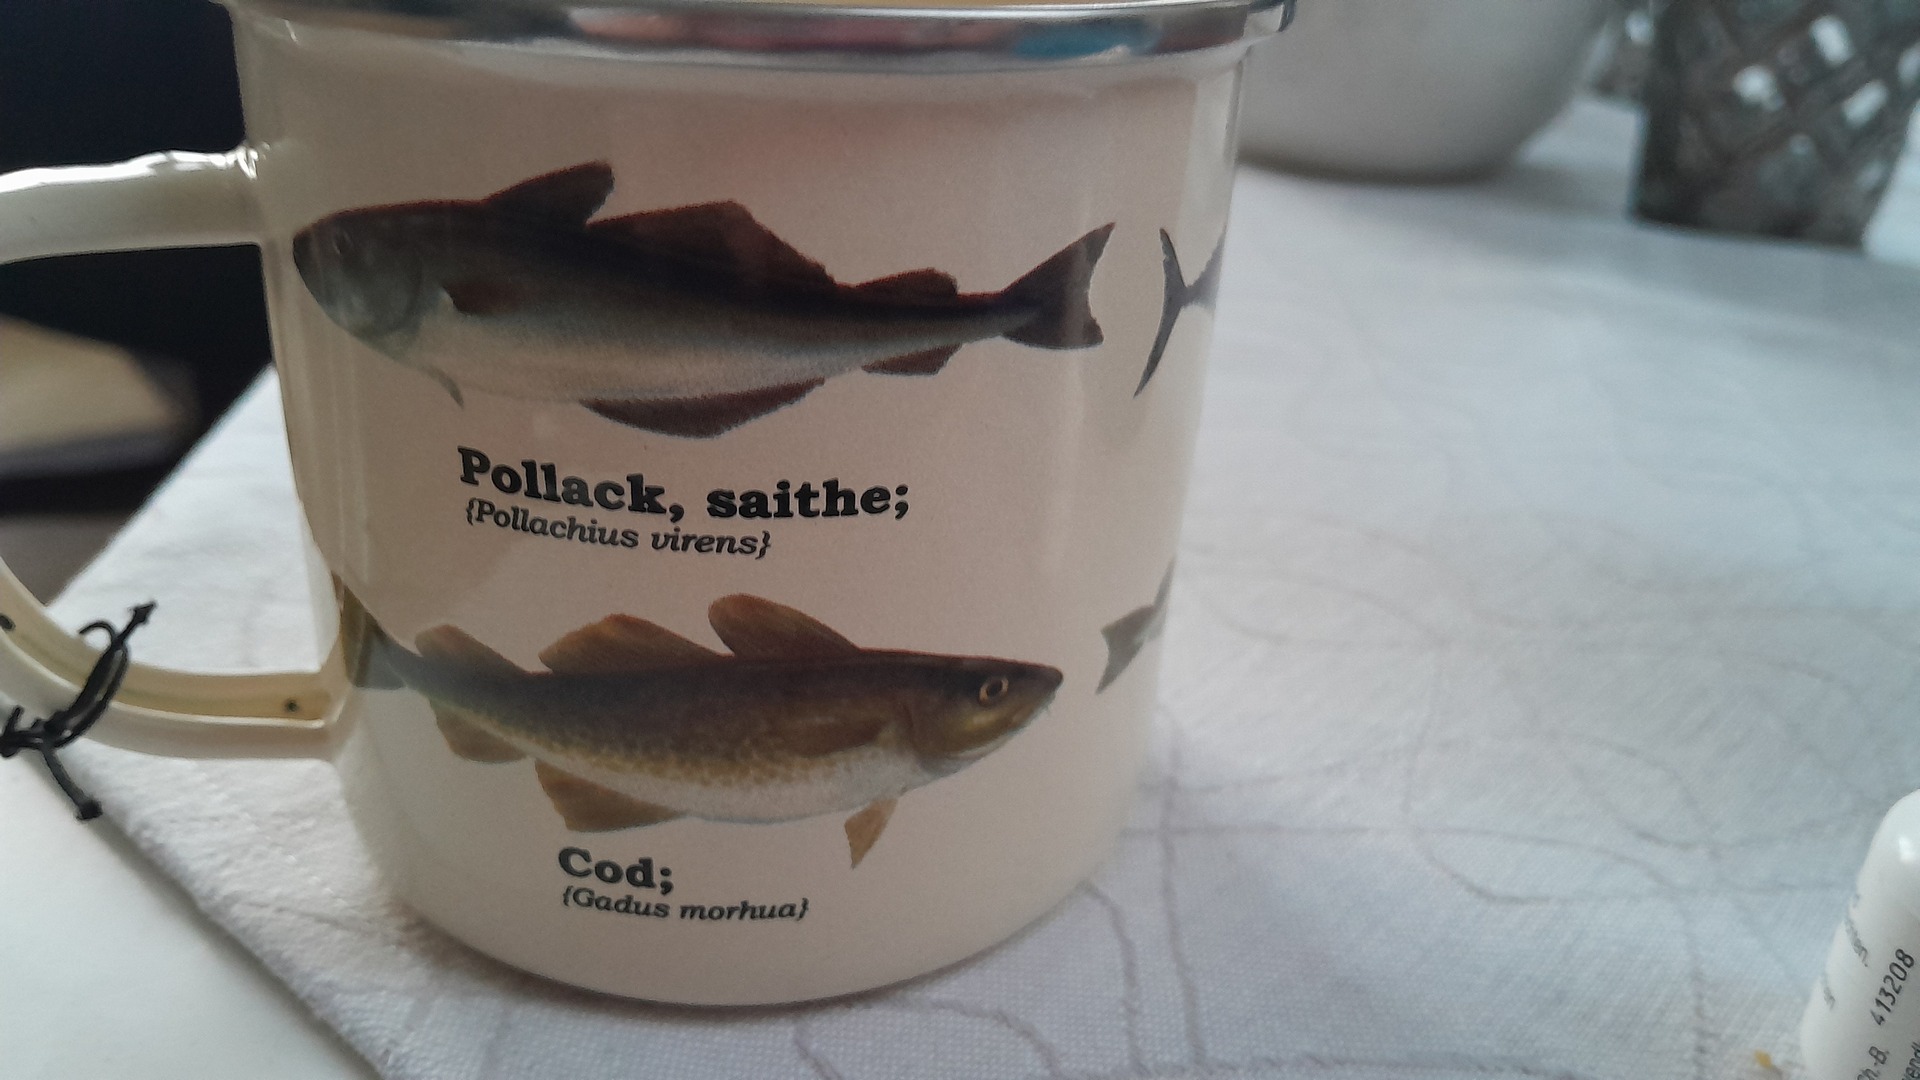 Pollack, saithe;
{Pollachius virens}
Cod;
{Gadus morhua}
413208